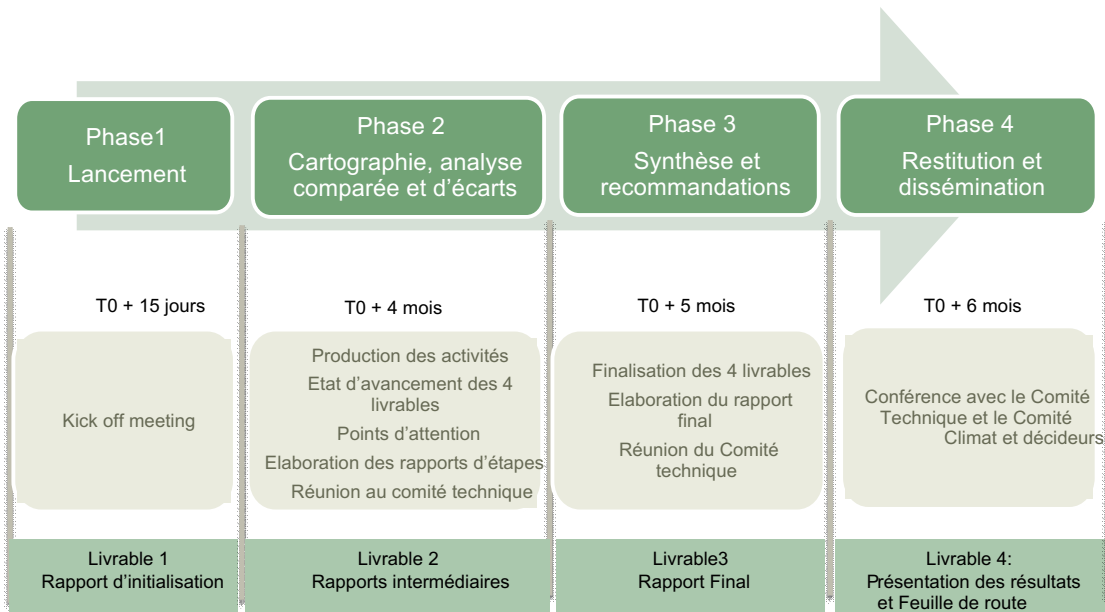 Phase1
Lancement
Phase 2
Cartographie, analyse
comparée et d’écarts
Phase 3
Synthèse et
recommandations
Phase 4
Restitution et
dissémination
T0 + 15 jours
T0 + 4 mois
T0 + 5 mois
T0 + 6 mois
Kick off meeting
Production des activités
Etat d’avancement des 4
livrables
Points d’attention
Elaboration des rapports d’étapes
Réunion au comité technique
Finalisation des 4 livrables
Elaboration du rapport
final
Réunion du Comité
technique
Conférence avec le Comité
Technique et le Comité
Climat et décideurs
Livrable 1
Rapport d’initialisation
Livrable 2
Rapports intermédiaires
Livrable3
Rapport Final
Livrable 4:
Présentation des résultats
et Feuille de route